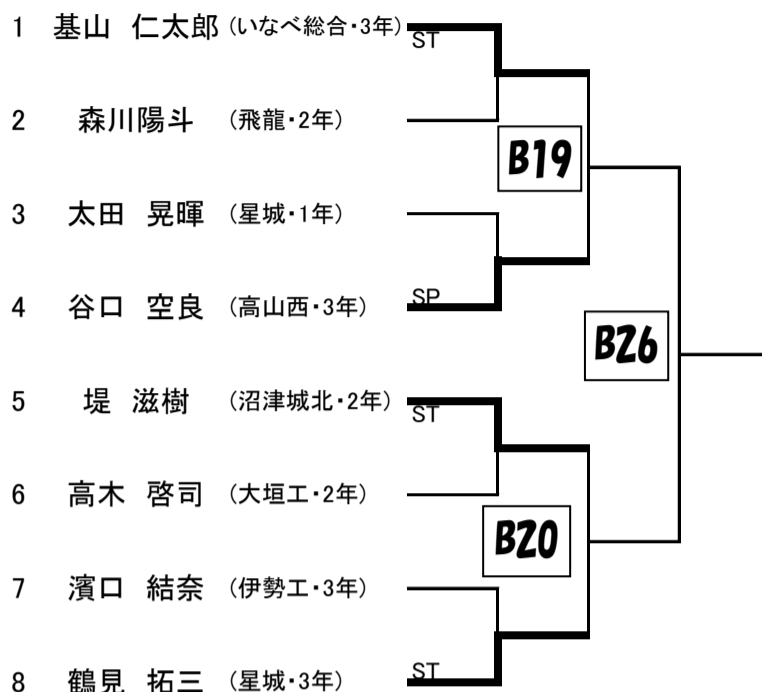 1 基山 仁太郎 (いなべ総合・3年) ST
2 森川陽斗 (飛龍・2年)
B19
3 太田 晃暉 (星城・1年)
4 谷口 空良 (高山西・3年) SP
B26
5 堤 滋樹 (沼津城北・2年) ST
6 高木 啓司 (大垣工・2年)
B20
7 濱口 結奈 (伊勢工・3年)
8 鶴見 拓三 (星城・3年) ST